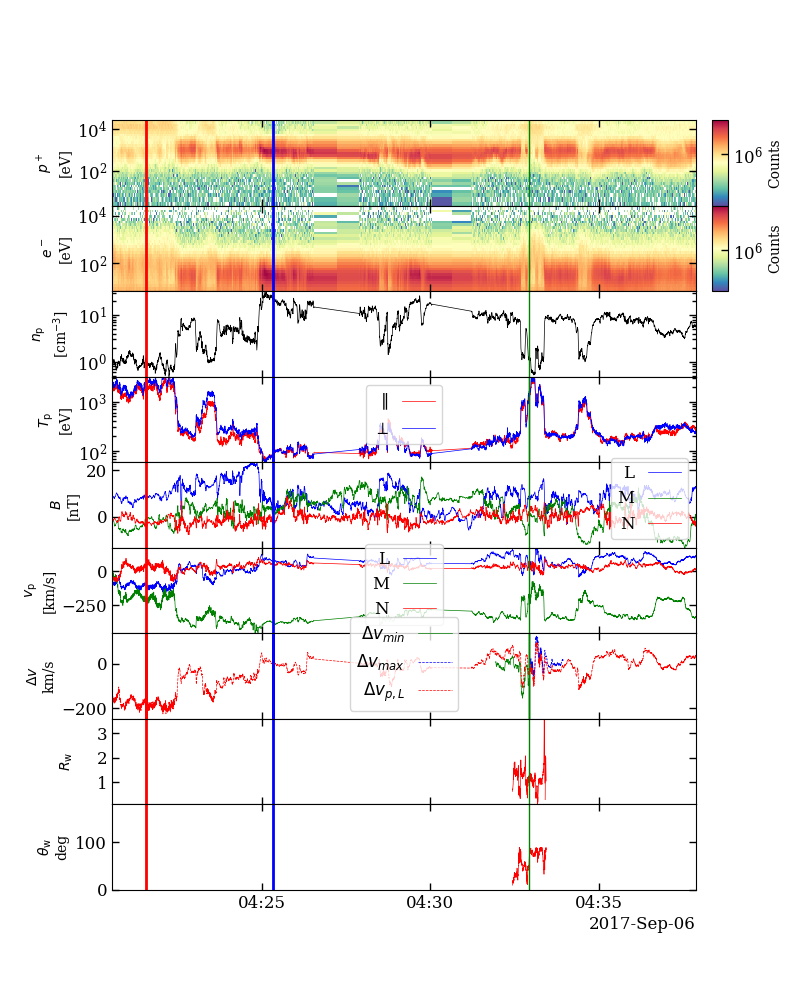 10⁴
10²
p⁺
[eV]
10⁶
Counts
10⁴
10²
e⁻
[eV]
10⁶
Counts
10¹
10⁰
nₚ
[cm⁻³]
10³
10²
Tₚ
[eV]
∥
⊥
20
0
B
[nT]
L
M
N
0
−250
vₚ
[km/s]
L
M
N
0
−200
Δv
km/s
Δv_min
Δv_max
Δv_p,L
3
2
1
R_w
100
0
θ_w
deg
04:25 04:30 04:35
2017-Sep-06